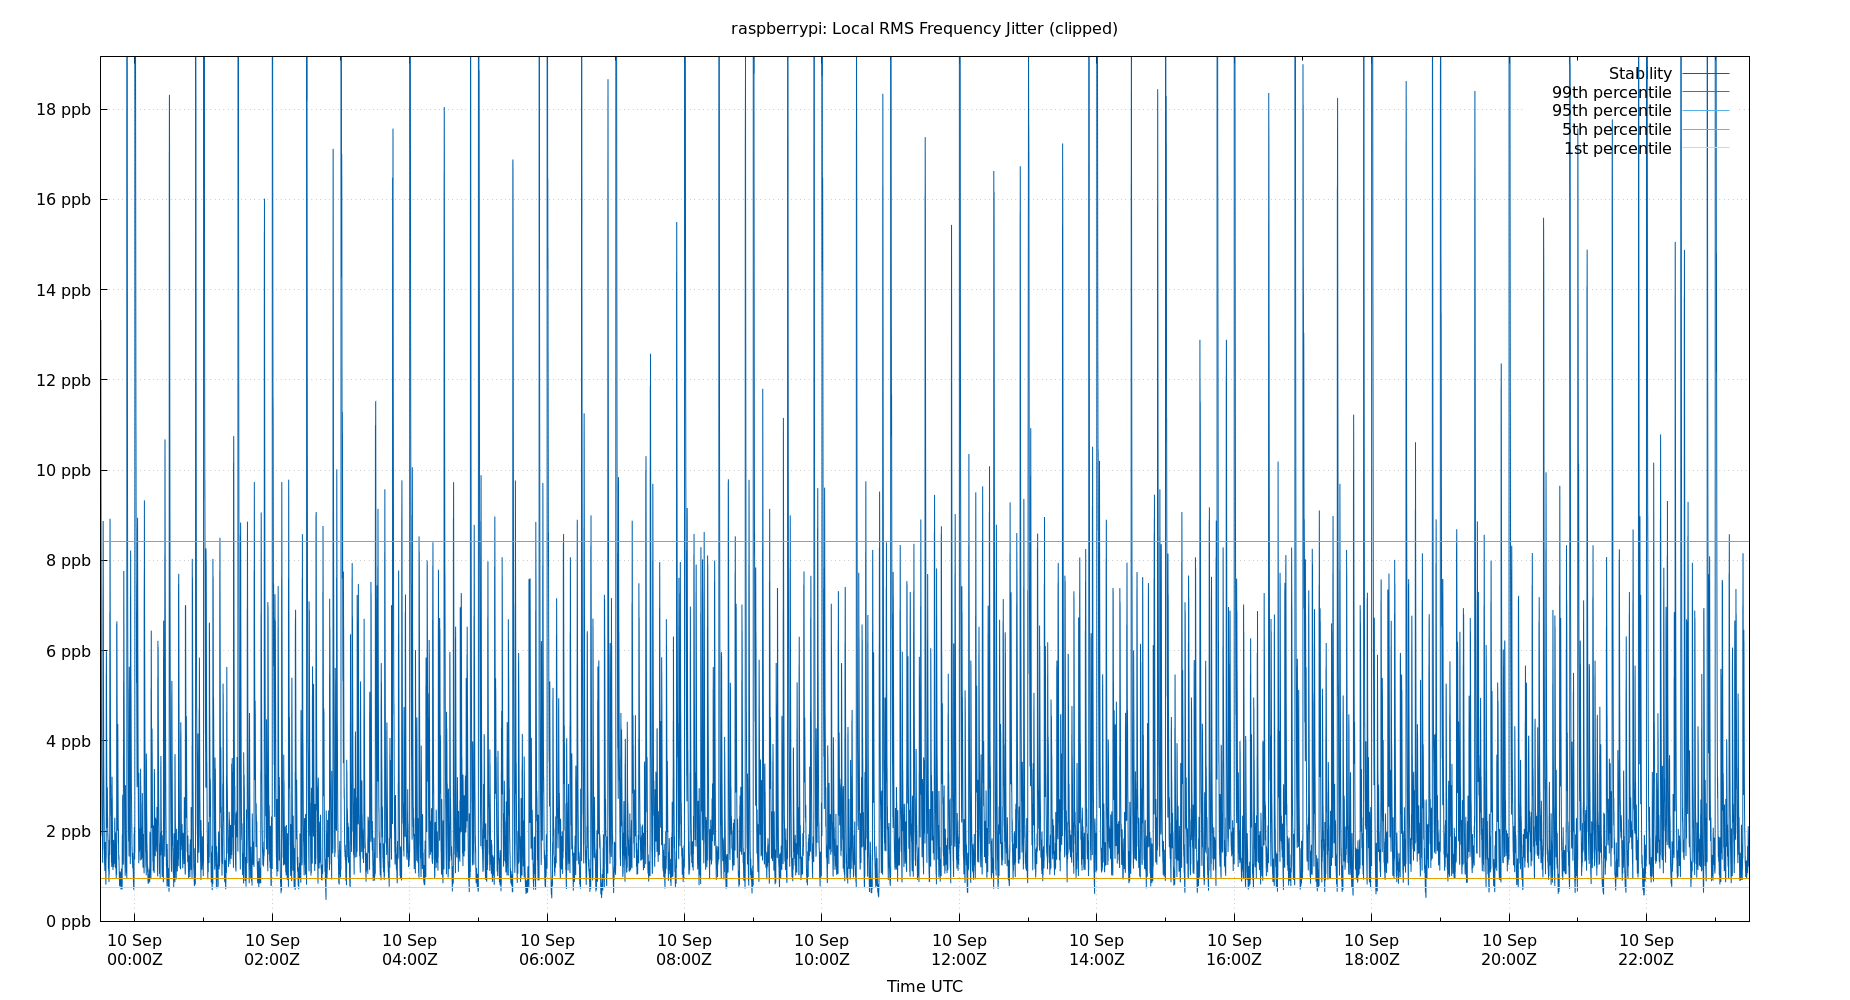 raspberrypi: Local RMS Frequency Jitter (clipped)
Stability
99th percentile
95th percentile
5th percentile
1st percentile
18 ppb
16 ppb
14 ppb
12 ppb
10 ppb
8 ppb
6 ppb
4 ppb
2 ppb
0 ppb
10 Sep 10 Sep 10 Sep 10 Sep 10 Sep 10 Sep 10 Sep 10 Sep 10 Sep 10 Sep 10 Sep 10 Sep
00:00Z 02:00Z 04:00Z 06:00Z 08:00Z 10:00Z 12:00Z 14:00Z 16:00Z 18:00Z 20:00Z 22:00Z
Time UTC